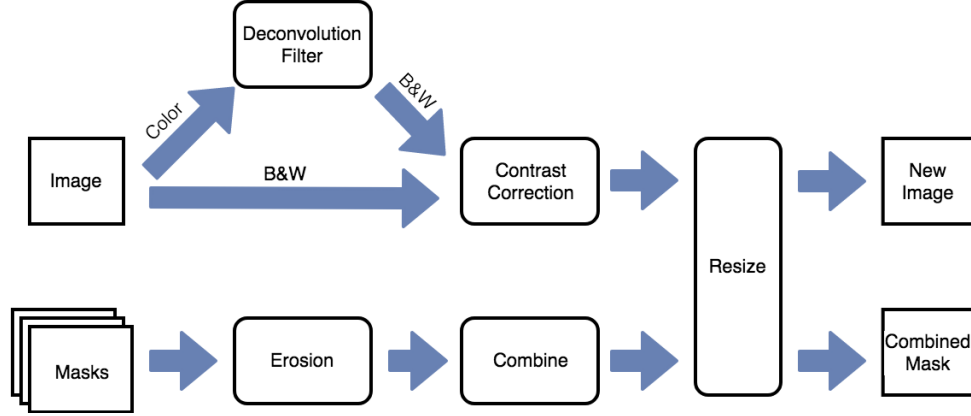 Deconvolution
Filter
Color
B&W
Image
B&W
Contrast
Correction
New
Image
Resize
Masks
Erosion
Combine
Combined
Mask